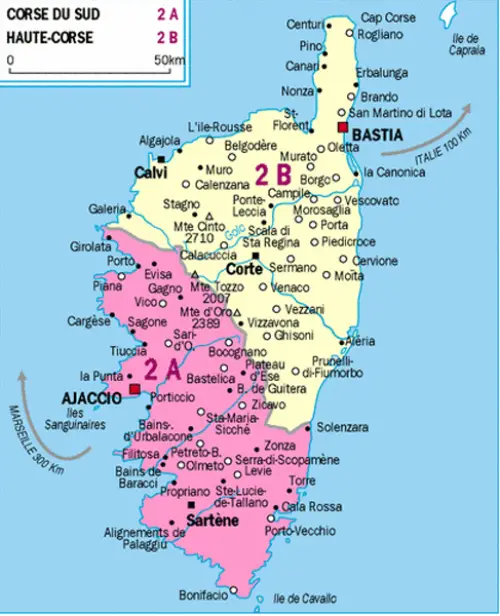 CORSE DU SUD 2 A
HAUTE-CORSE 2 B
0 50km
Centuri
Cap Corse
Rogliano
Ile de
Capraia
Pino
Canari
Erbalunga
Nonza
Brando
San Martino di Lota
St-
Florent
BASTIA
ITALIE 100 Km
L'ile-Rousse
Algajola
Belgodère
Oletta
Murato
Calvi
Muro
2 B
Borgo
la Canonica
Calenzana
Campile
Vescovato
Stagno
Ponte-
Leccia
Morosaglia
Galeria
Mte Cinto
2710
Golo
Scala di
Sta Regina
Porta
Girolata
Piedicroce
Calacuccia
Porto
Evisa
Corte
Sermano
Cervione
Moïta
Piana
Gagno
Mte Tozzo
2007
Venaco
Vico
Mte d'Oro
2389
Vezzani
Cargèse
Sagone
Vizzavona
Ghisoni
Sari-
d'O.
Aléria
Tiuccia
Bocognano
2 A
Plateau
d'Ese
Prunelli-
di-Fiumorbo
la Punta
Bastelica
B. de Guitera
AJACCIO
Porticcio
Zicavo
Iles
Sanguinaires
Sta-Maria-
Sicché
Solenzara
MARSEILLE 300 Km
Bains-
d'Urbalacone
Zonza
Filitosa
Petreto-B.
Serra-di-Scopamène
Olmeto
Levie
Bains de
Baracci
Propriano
Ste-Lucie-
de-Tallano
Torre
Sartène
Cala Rossa
Alignements de
Palaggiu
Porto-Vecchio
Bonifacio
Ile de Cavallo